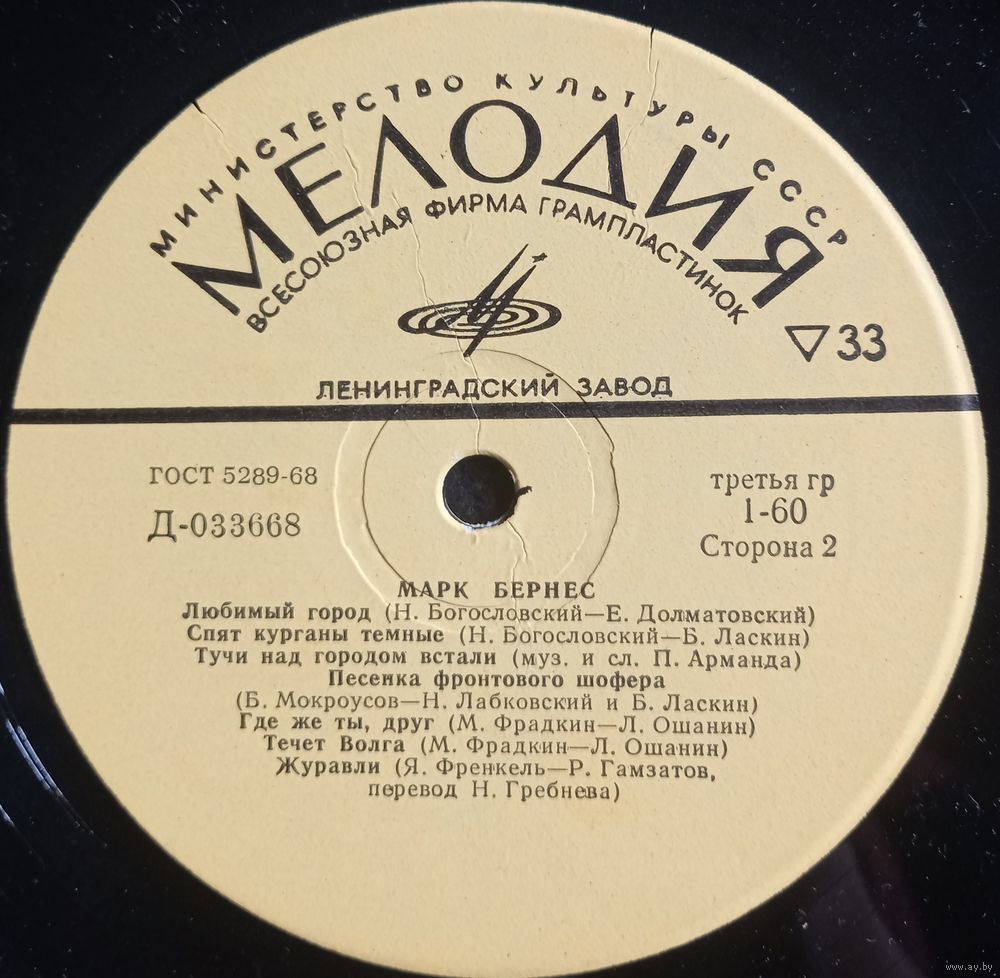 МИНИСТЕРСТВО КУЛЬТУРЫ СССР
МЕЛОДИЯ
ВСЕСОЮЗНАЯ ФИРМА ГРАМПЛАСТИНОК
▽33
ЛЕНИНГРАДСКИЙ ЗАВОД
ГОСТ 5289-68
Д-033668
третья гр
1-60
Сторона 2
МАРК БЕРНЕС
Любимый город (Н. Богословский—Е. Долматовский)
Спят курганы темные (Н. Богословский—Б. Ласкин)
Тучи над городом встали (муз. и сл. П. Арманда)
Песенка фронтового шофера
(Б. Мокроусов—Н. Лабковский и Б. Ласкин)
Где же ты, друг (М. Фрадкин—Л. Ошанин)
Течет Волга (М. Фрадкин—Л. Ошанин)
Журавли (Я. Френкель—Р. Гамзатов,
перевод Н. Гребнева)
www.ay.by